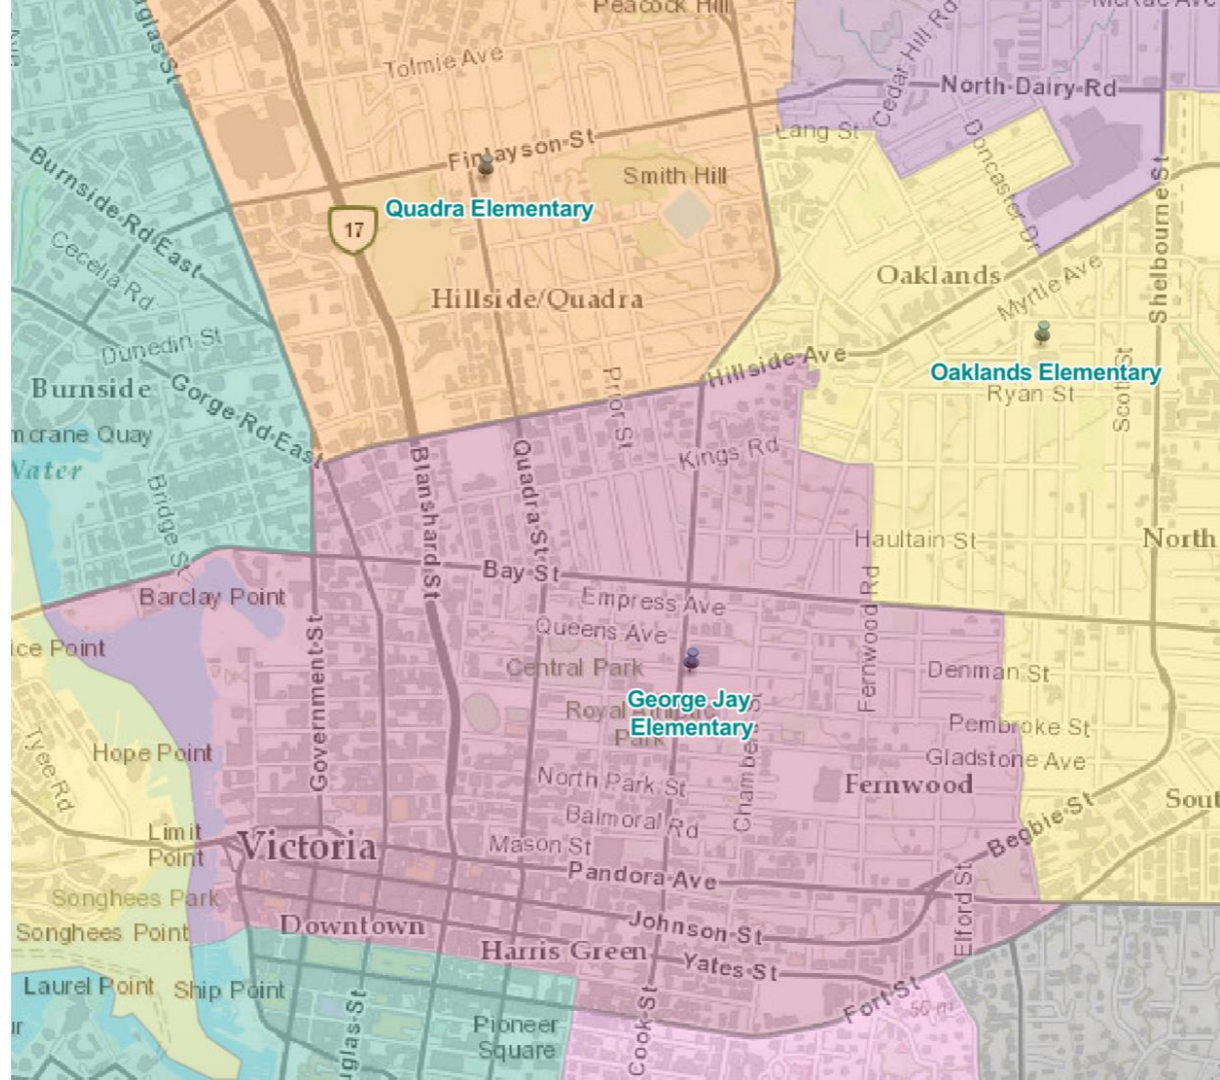 Peacock Hill
McRae Ave
Tolmie Ave
Cedar Hill Rd
North Dairy Rd
Finlayson St
Lang St
Doncaster Dr
Burnside Rd East
Smith Hill
Quadra Elementary
17
Cecelia Rd
Shelbourne St
Oaklands
Hillside/Quadra
Myrtle Ave
Dunedin St
Hillside Ave
Oaklands Elementary
Burnside
Gorge Rd East
Prior St
Ryan St
Scott St
Water
Kings Rd
Blanshard St
Quadra St
Bridge St
Haultain St
North
Bay St
Barclay Point
Empress Ave
Queens Ave
Fernwood Rd
Government St
Central Park
Denman St
George Jay
Elementary
Royal Athletic
Park
Chambers St
Pembroke St
Gladstone Ave
Tyee Rd
Hope Point
North Park St
Fernwood
Balmoral Rd
Begbie St
Limit
Point
Victoria
Mason St
Pandora Ave
Songhees Park
Downtown
Johnson St
Elford St
Songhees Point
Harris Green
Yates St
Laurel Point
Ship Point
Fort St
50 m
Pioneer
Square
Cook St